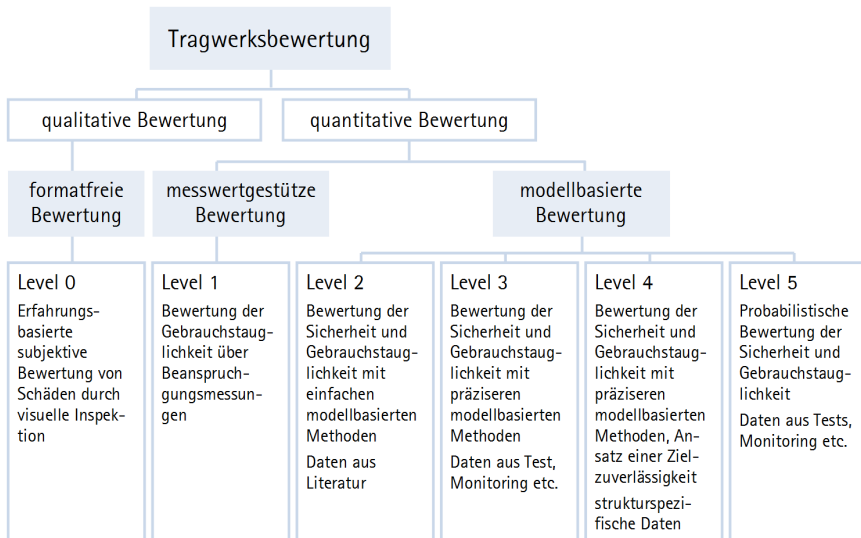 Tragwerksbewertung
qualitative Bewertung
quantitative Bewertung
formatfreie
Bewertung
messwertgestütze
Bewertung
modellbasierte
Bewertung
Level 0
Erfahrungs-
basierte
subjektive
Bewertung von
Schäden durch
visuelle Inspek-
tion
Level 1
Bewertung der
Gebrauchstaug-
lichkeit über
Beanspruch-
gungsmessun-
gen
Level 2
Bewertung der
Sicherheit und
Gebrauchstaug-
lichkeit mit
einfachen
modellbasierten
Methoden
Daten aus
Literatur
Level 3
Bewertung der
Sicherheit und
Gebrauchstaug-
lichkeit mit
präziseren
modellbasierten
Methoden
Daten aus Test,
Monitoring etc.
Level 4
Bewertung der
Sicherheit und
Gebrauchstaug-
lichkeit mit
präziseren
modellbasierten
Methoden, An-
satz einer Ziel-
zuverlässigkeit
strukturspezi-
fische Daten
Level 5
Probabilistische
Bewertung der
Sicherheit und
Gebrauchstaug-
lichkeit
Daten aus Tests,
Monitoring etc.